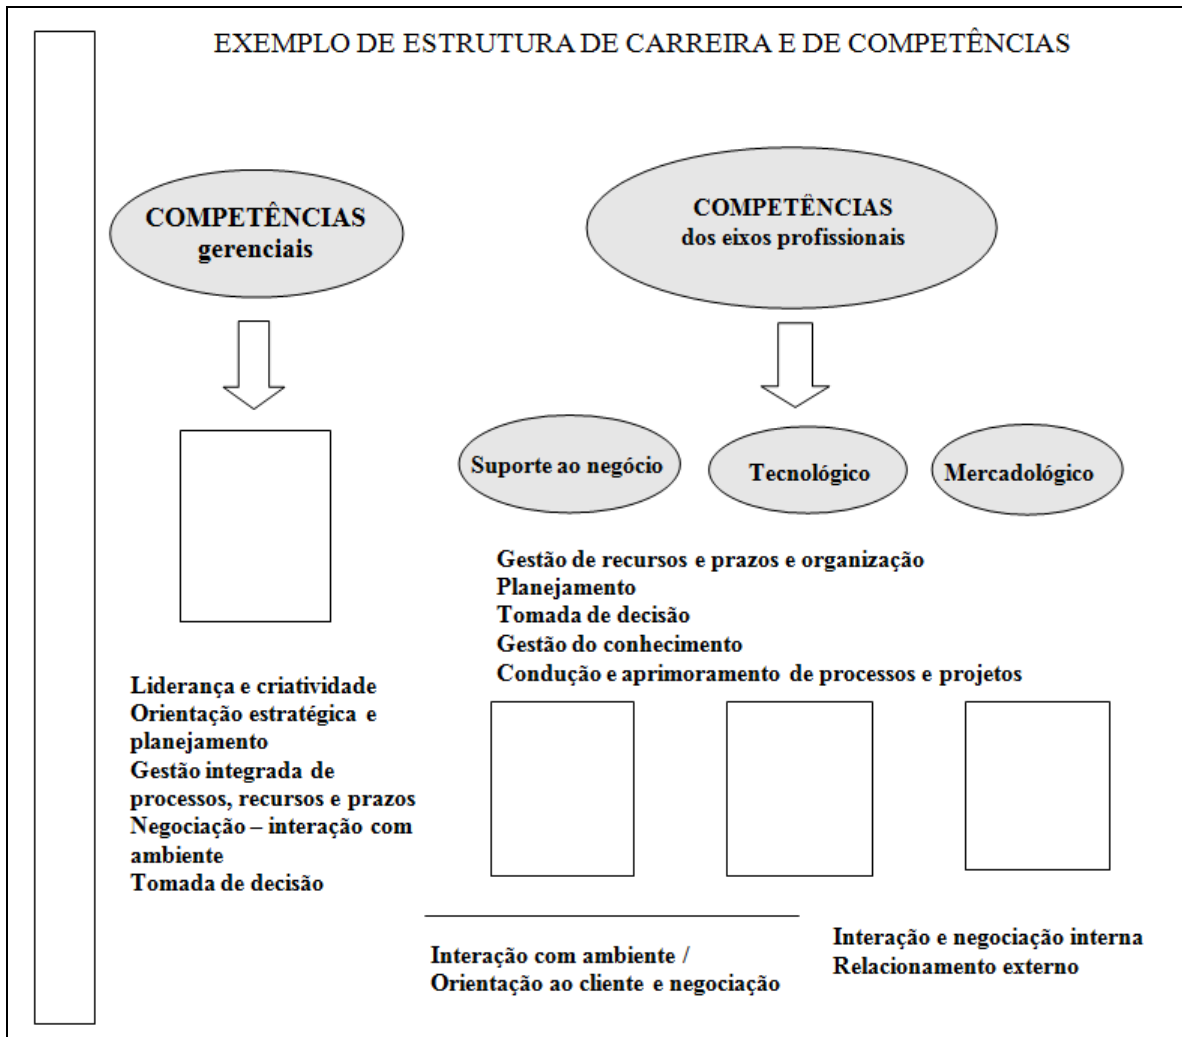 EXEMPLO DE ESTRUTURA DE CARREIRA E DE COMPETÊNCIAS
COMPETÊNCIAS
gerenciais
COMPETÊNCIAS
dos eixos profissionais
Suporte ao negócio
Tecnológico
Mercadológico
Gestão de recursos e prazos e organização
Planejamento
Tomada de decisão
Gestão do conhecimento
Condução e aprimoramento de processos e projetos
Liderança e criatividade
Orientação estratégica e
planejamento
Gestão integrada de
processos, recursos e prazos
Negociação – interação com
ambiente
Tomada de decisão
Interação com ambiente /
Orientação ao cliente e negociação
Interação e negociação interna
Relacionamento externo